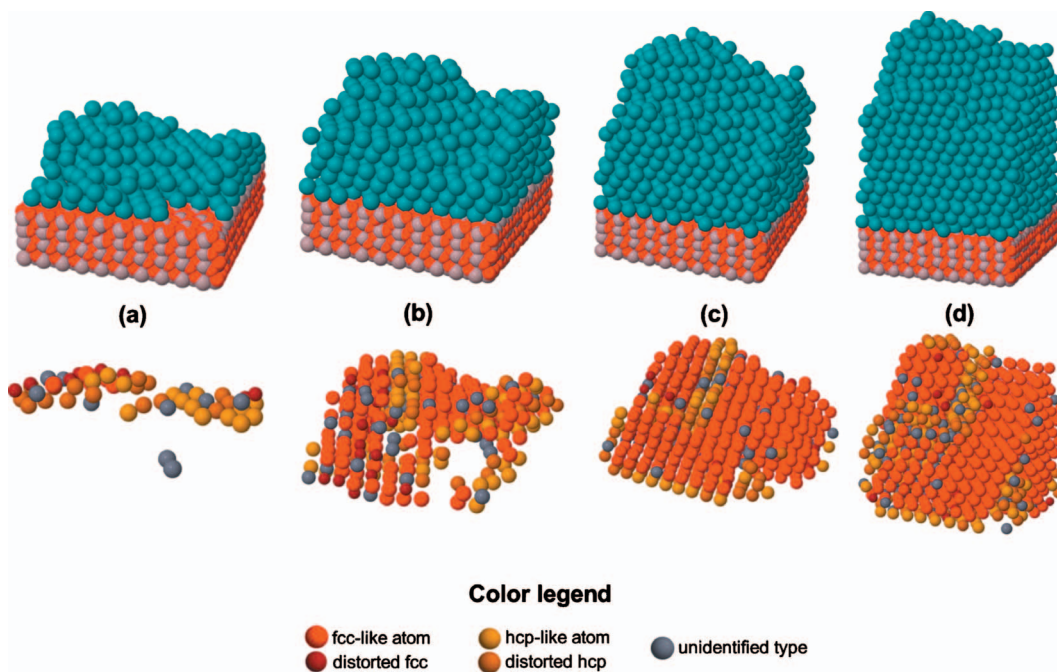 (a)
(b)
(c)
(d)
Color legend
fcc-like atom
hcp-like atom
unidentified type
distorted fcc
distorted hcp